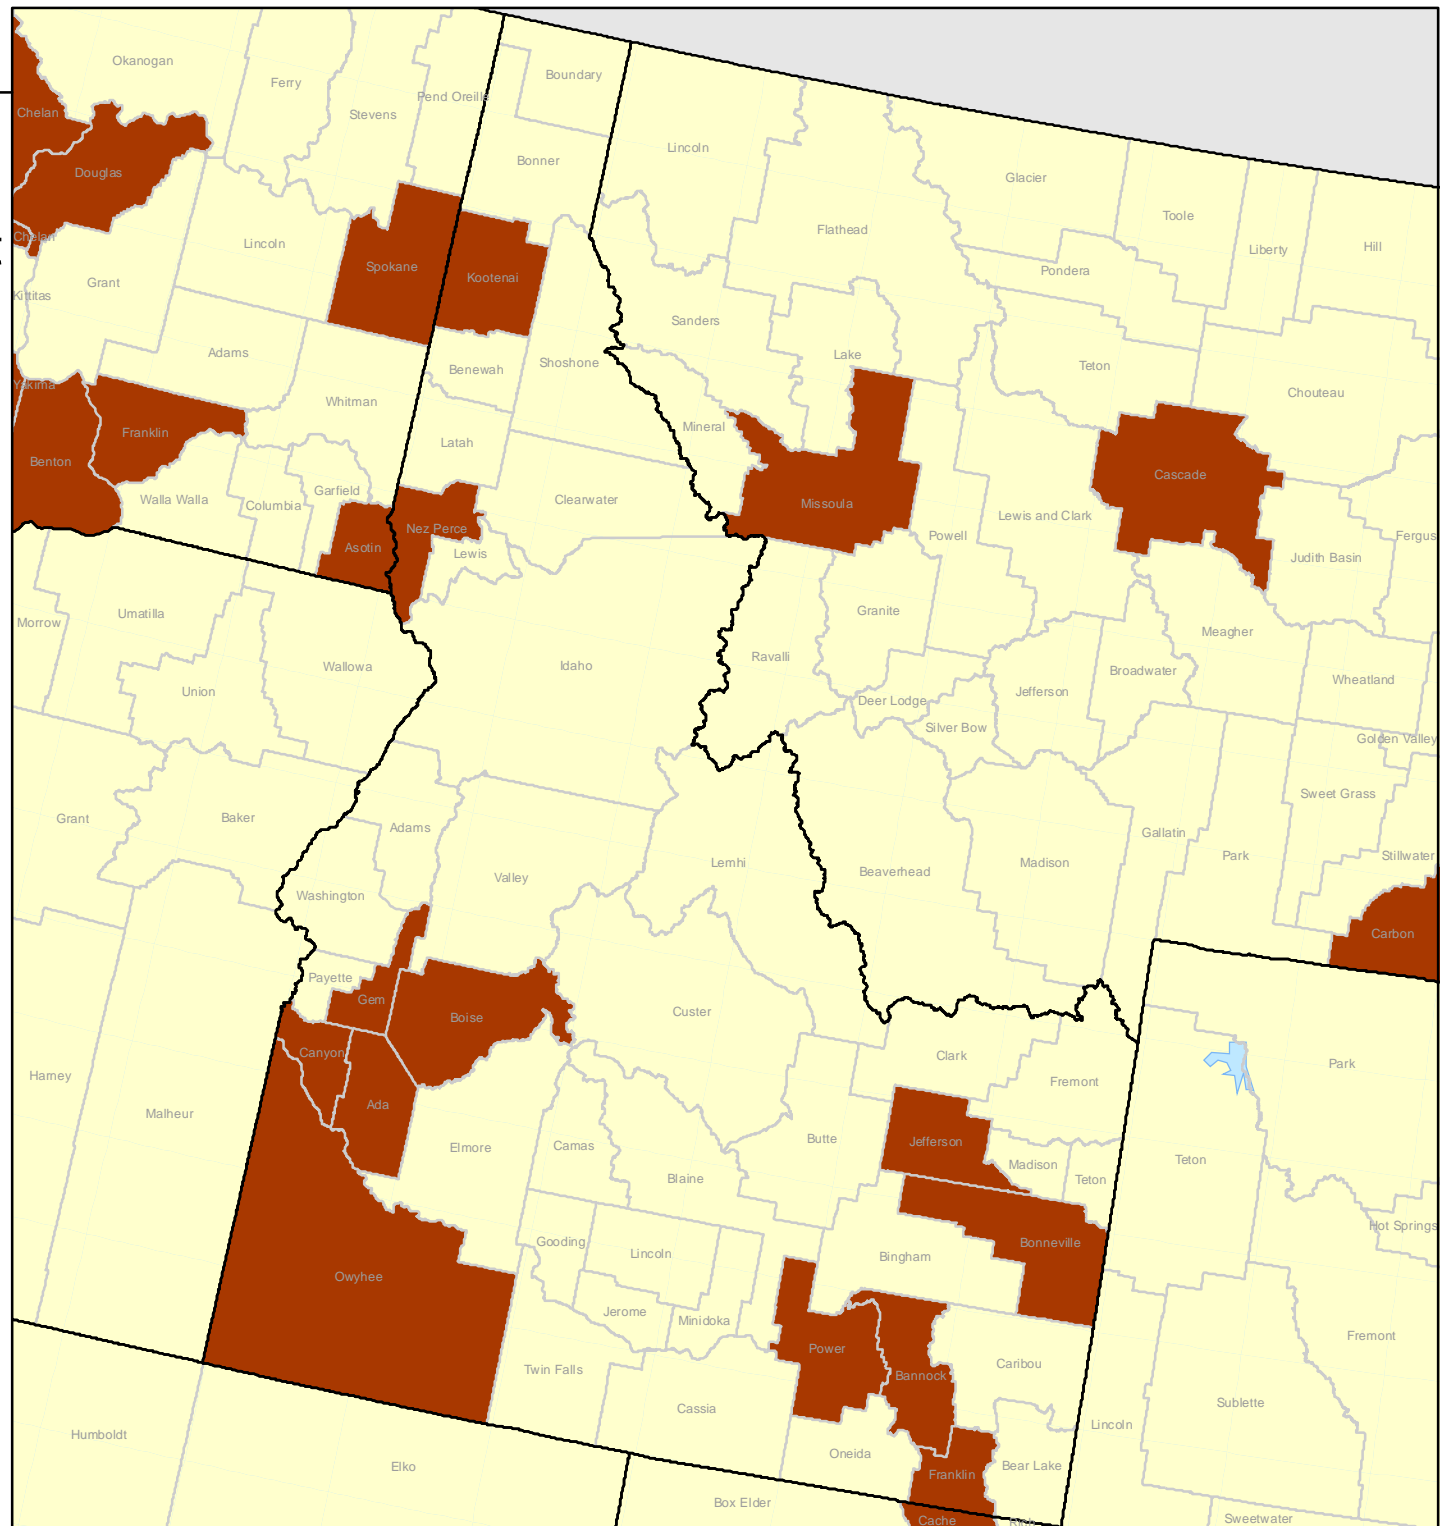 Okanogan
Ferry
Stevens
Pend Oreille
Boundary
Chelan
Douglas
Bonner
Lincoln
Glacier
Toole
Liberty
Hill
Flathead
Pondera
Chelan
Lincoln
Spokane
Kootenai
Grant
Kittitas
Sanders
Lake
Teton
Chouteau
Adams
Benewah
Shoshone
Yakima
Whitman
Mineral
Franklin
Latah
Benton
Cascade
Walla Walla
Columbia
Garfield
Clearwater
Missoula
Lewis and Clark
Powell
Fergus
Asotin
Nez Perce
Lewis
Judith Basin
Morrow
Umatilla
Granite
Meagher
Union
Wallowa
Idaho
Ravalli
Deer Lodge
Silver Bow
Jefferson
Broadwater
Wheatland
Golden Valley
Grant
Baker
Adams
Sweet Grass
Gallatin
Park
Stillwater
Washington
Valley
Lemhi
Beaverhead
Madison
Carbon
Payette
Gem
Boise
Custer
Canyon
Clark
Fremont
Park
Harney
Malheur
Ada
Elmore
Camas
Butte
Jefferson
Madison
Teton
Teton
Blaine
Hot Springs
Gooding
Lincoln
Bingham
Bonneville
Owyhee
Jerome
Minidoka
Power
Fremont
Twin Falls
Bannock
Caribou
Cassia
Lincoln
Sublette
Humboldt
Elko
Oneida
Franklin
Bear Lake
Box Elder
Cache
Rich
Sweetwater